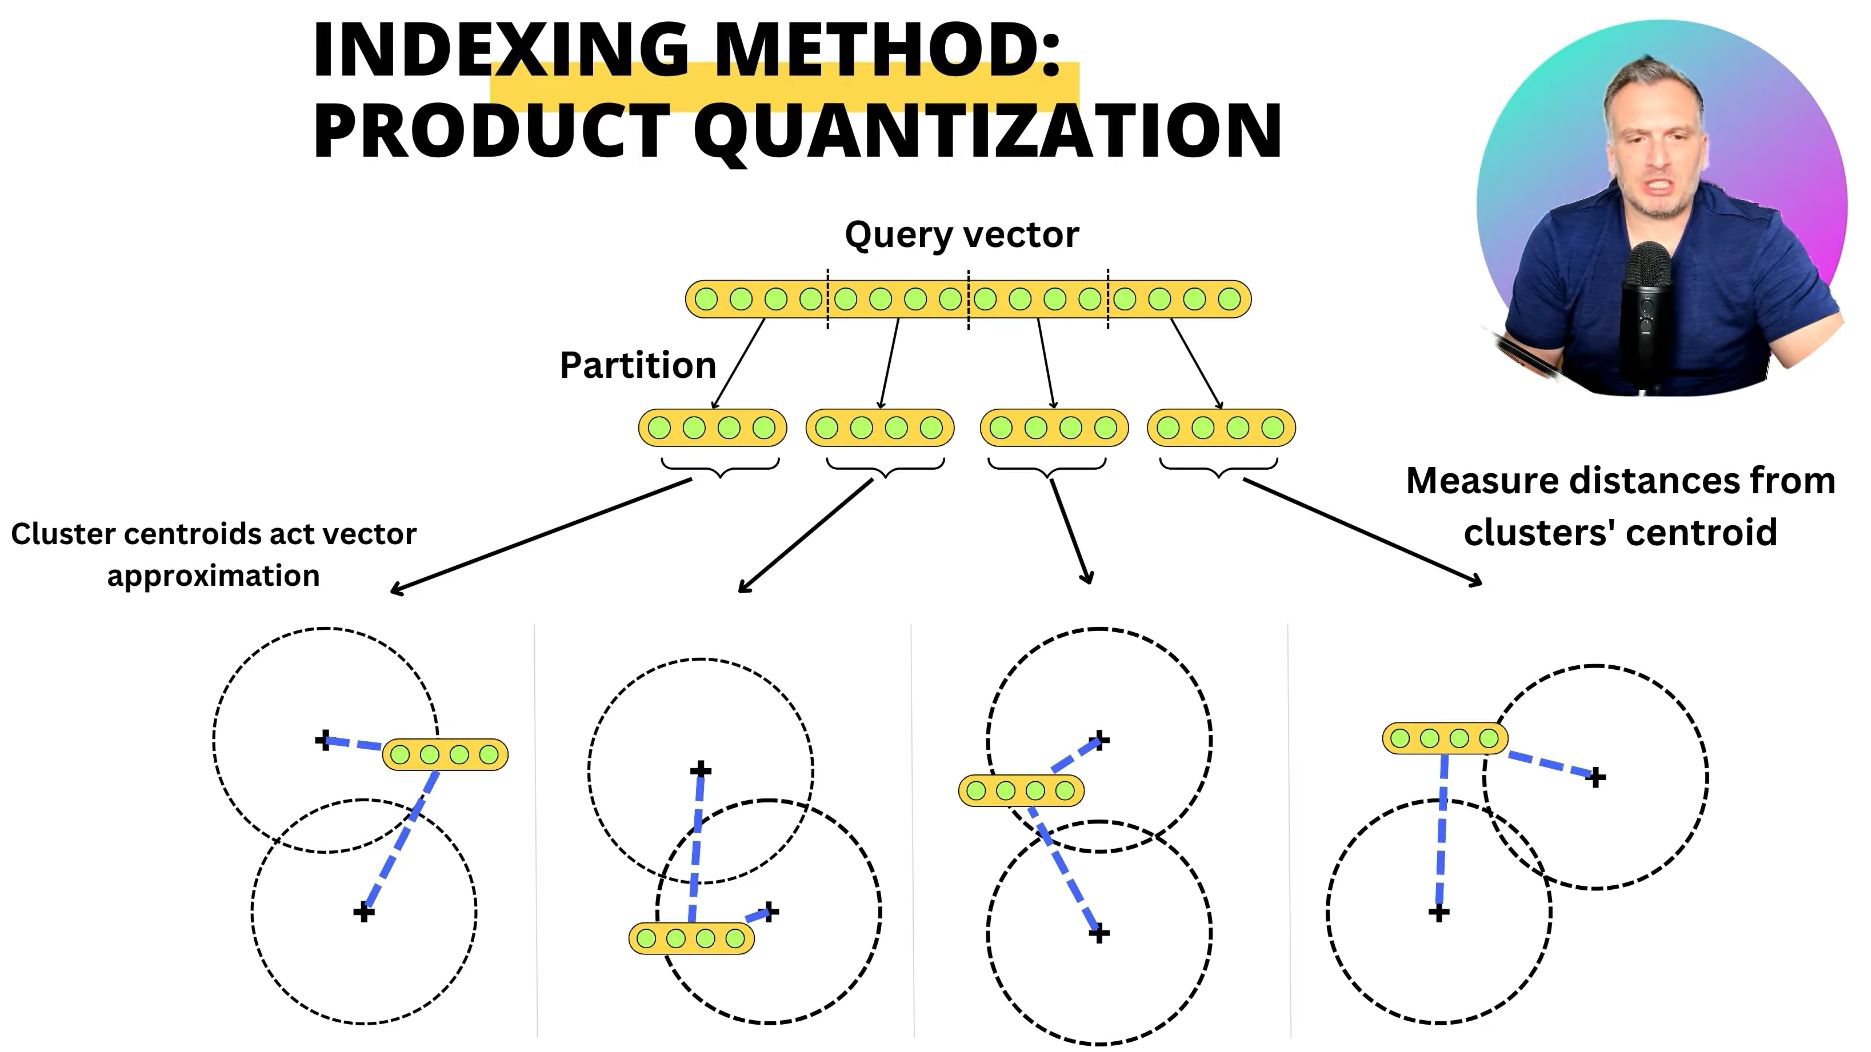 INDEXING METHOD:
PRODUCT QUANTIZATION
Query vector
Partition
Measure distances from
clusters' centroid
Cluster centroids act vector
approximation